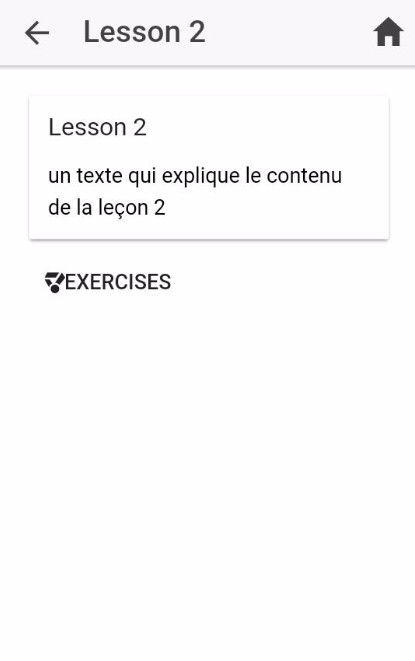 Lesson 2
Lesson 2
un texte qui explique le contenu
de la leçon 2
EXERCISES